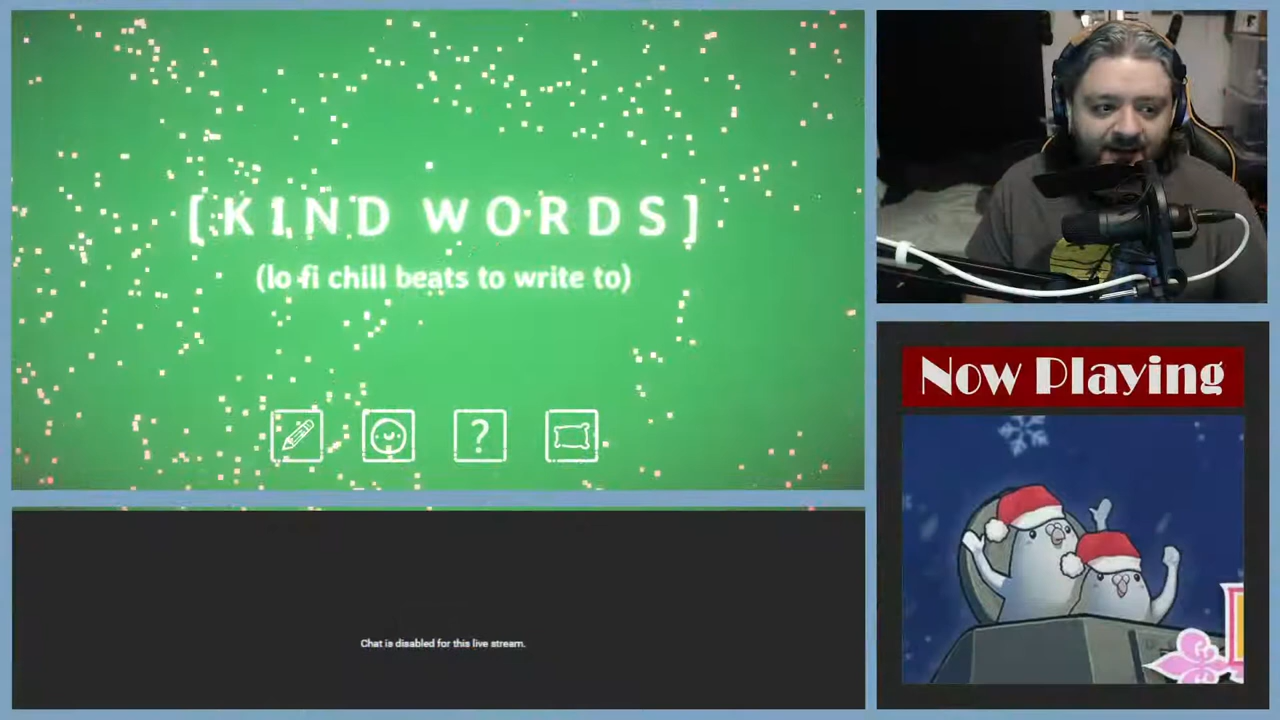 [KIND WORDS]
(lo-fi chill beats to write to)
?
Chat is disabled for this live stream.
Now Playing